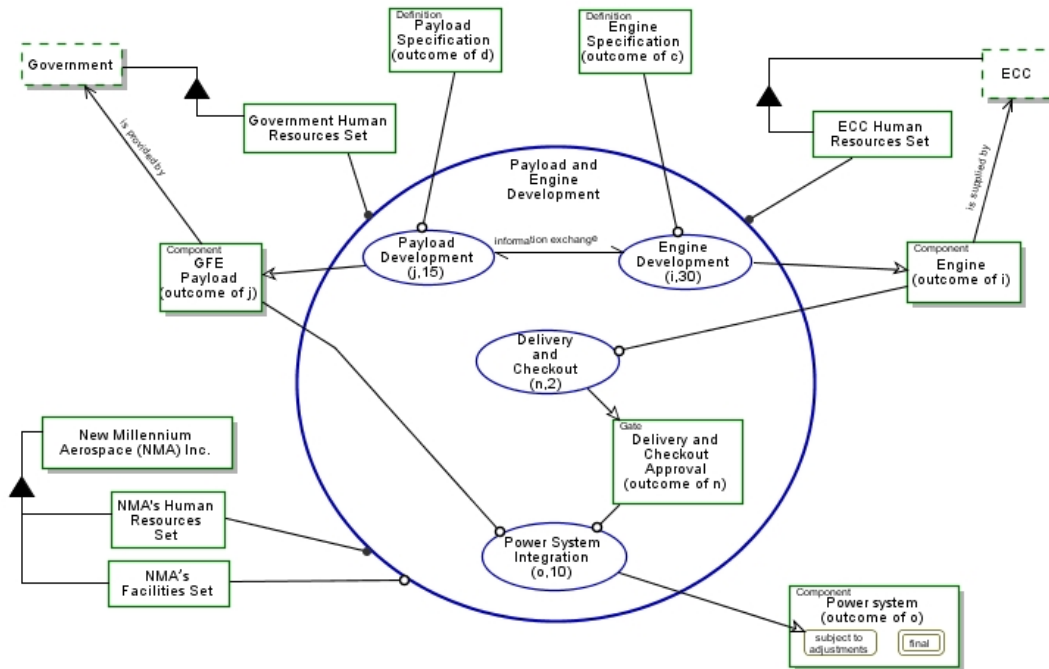 Definition
Payload
Specification
(outcome of d)
Definition
Engine
Specification
(outcome of c)
Government
ECC
Government Human
Resources Set
ECC Human
Resources Set
is provided by
is supplied by
Payload and
Engine
Development
Component
GFE
Payload
(outcome of j)
Payload
Development
(j,15)
information exchange
Engine
Development
(i,30)
Component
Engine
(outcome of i)
Delivery
and
Checkout
(n,2)
Gate
Delivery and
Checkout
Approval
(outcome of n)
New Millennium
Aerospace (NMA) Inc.
NMA's Human
Resources
Set
NMA's
Facilities Set
Power System
Integration
(o,10)
Component
Power system
(outcome of o)
subject to
adjustments
final